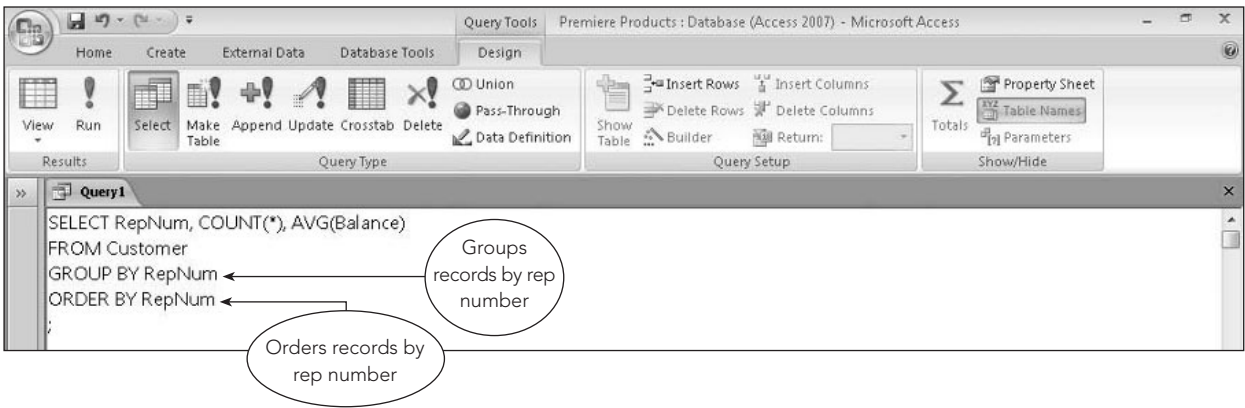 Query Tools
Premiere Products : Database (Access 2007) - Microsoft Access
Home
Create
External Data
Database Tools
Design
View
Run
Results
Select
Make Table
Append
Update
Crosstab
Delete
Union
Pass-Through
Data Definition
Query Type
Show Table
Insert Rows
Delete Rows
Builder
Insert Columns
Delete Columns
Return:
Query Setup
Totals
Property Sheet
Table Names
Parameters
Show/Hide
Query1
SELECT RepNum, COUNT(*), AVG(Balance)
FROM Customer
GROUP BY RepNum
ORDER BY RepNum
;
Groups
records by rep
number
Orders records by
rep number